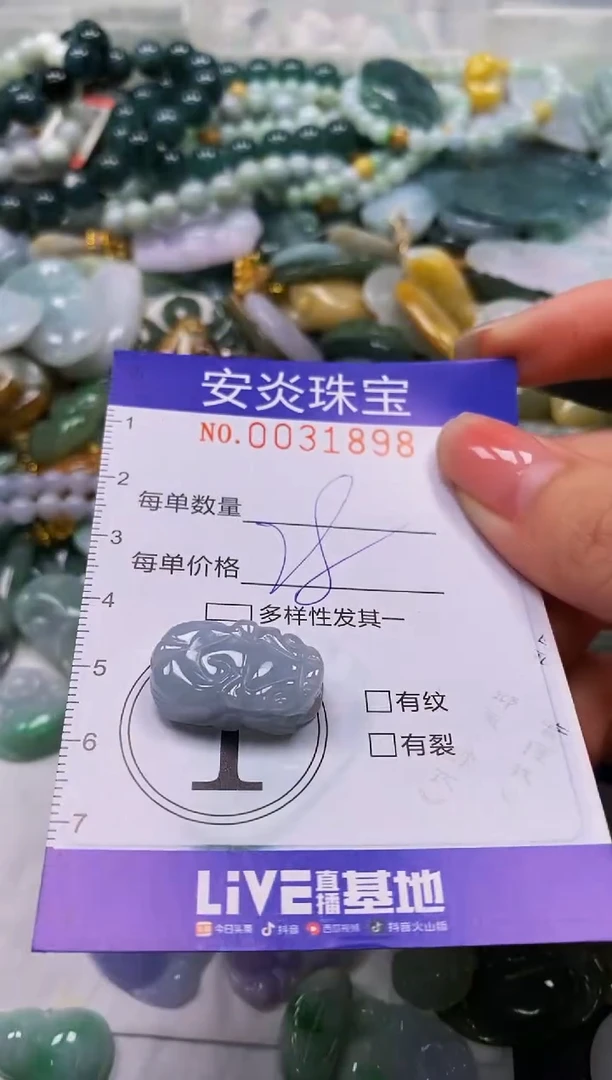 安炎珠宝
NO.0031898
1
2
每单数量
3
每单价格
28
4
多样性发其一
5
有纹
有裂
6
7
LiVE直播基地
今日头条 抖音 西瓜视频 抖音火山版